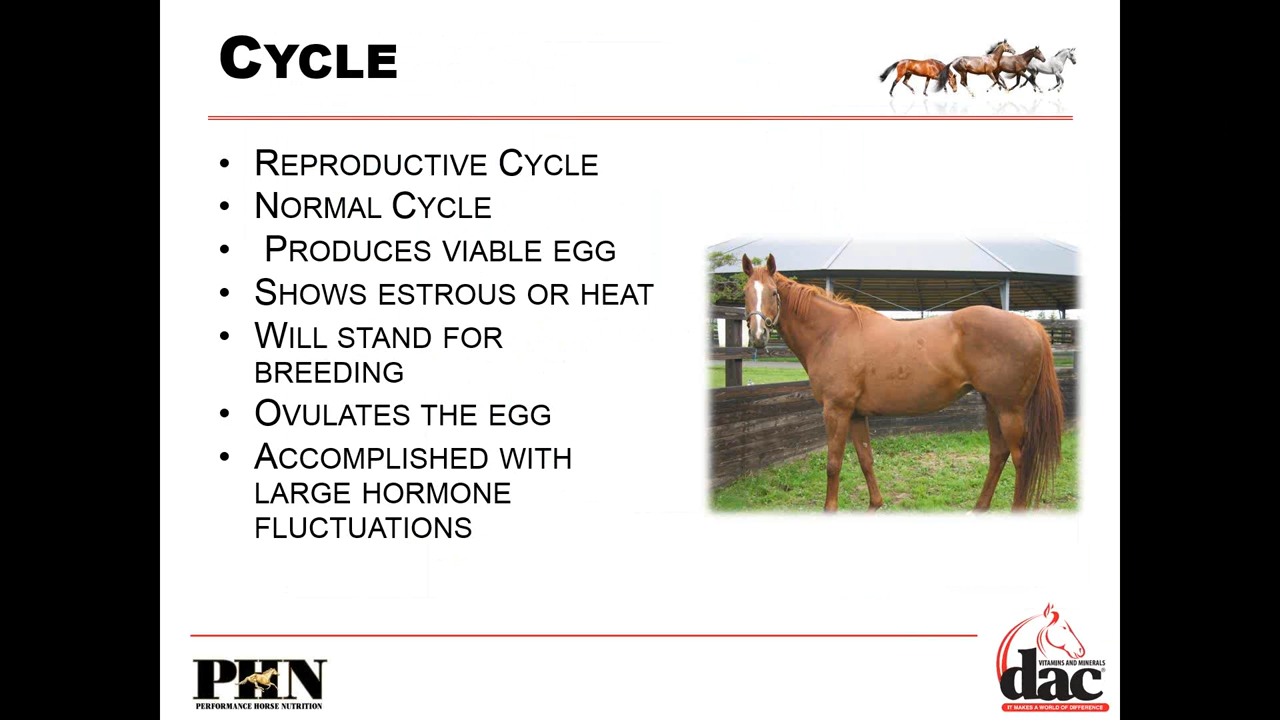 CYCLE
• REPRODUCTIVE CYCLE
• NORMAL CYCLE
• PRODUCES VIABLE EGG
• SHOWS ESTROUS OR HEAT
• WILL STAND FOR
BREEDING
• OVULATES THE EGG
• ACCOMPLISHED WITH
LARGE HORMONE
FLUCTUATIONS
PHN
PERFORMANCE HORSE NUTRITION
VITAMINS AND MINERALS
dac®
IT MAKES A WORLD OF DIFFERENCE